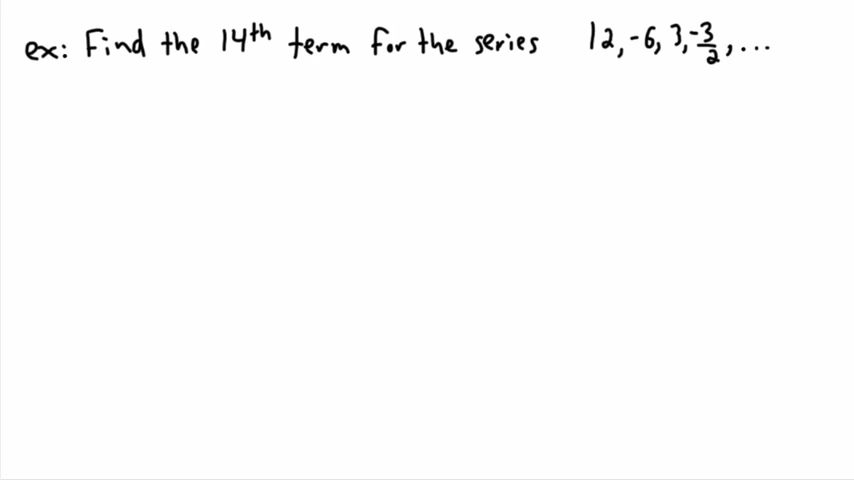 ex: Find the 14th term for the series 12, -6, 3, -3/2, ...